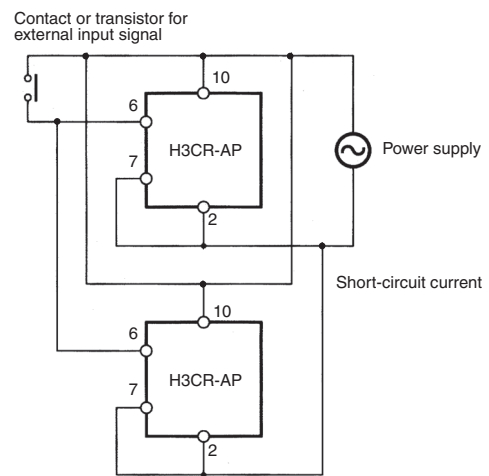 Contact or transistor for
external input signal
10
6
H3CR-AP
7
Power supply
2
Short-circuit current
10
6
H3CR-AP
7
2